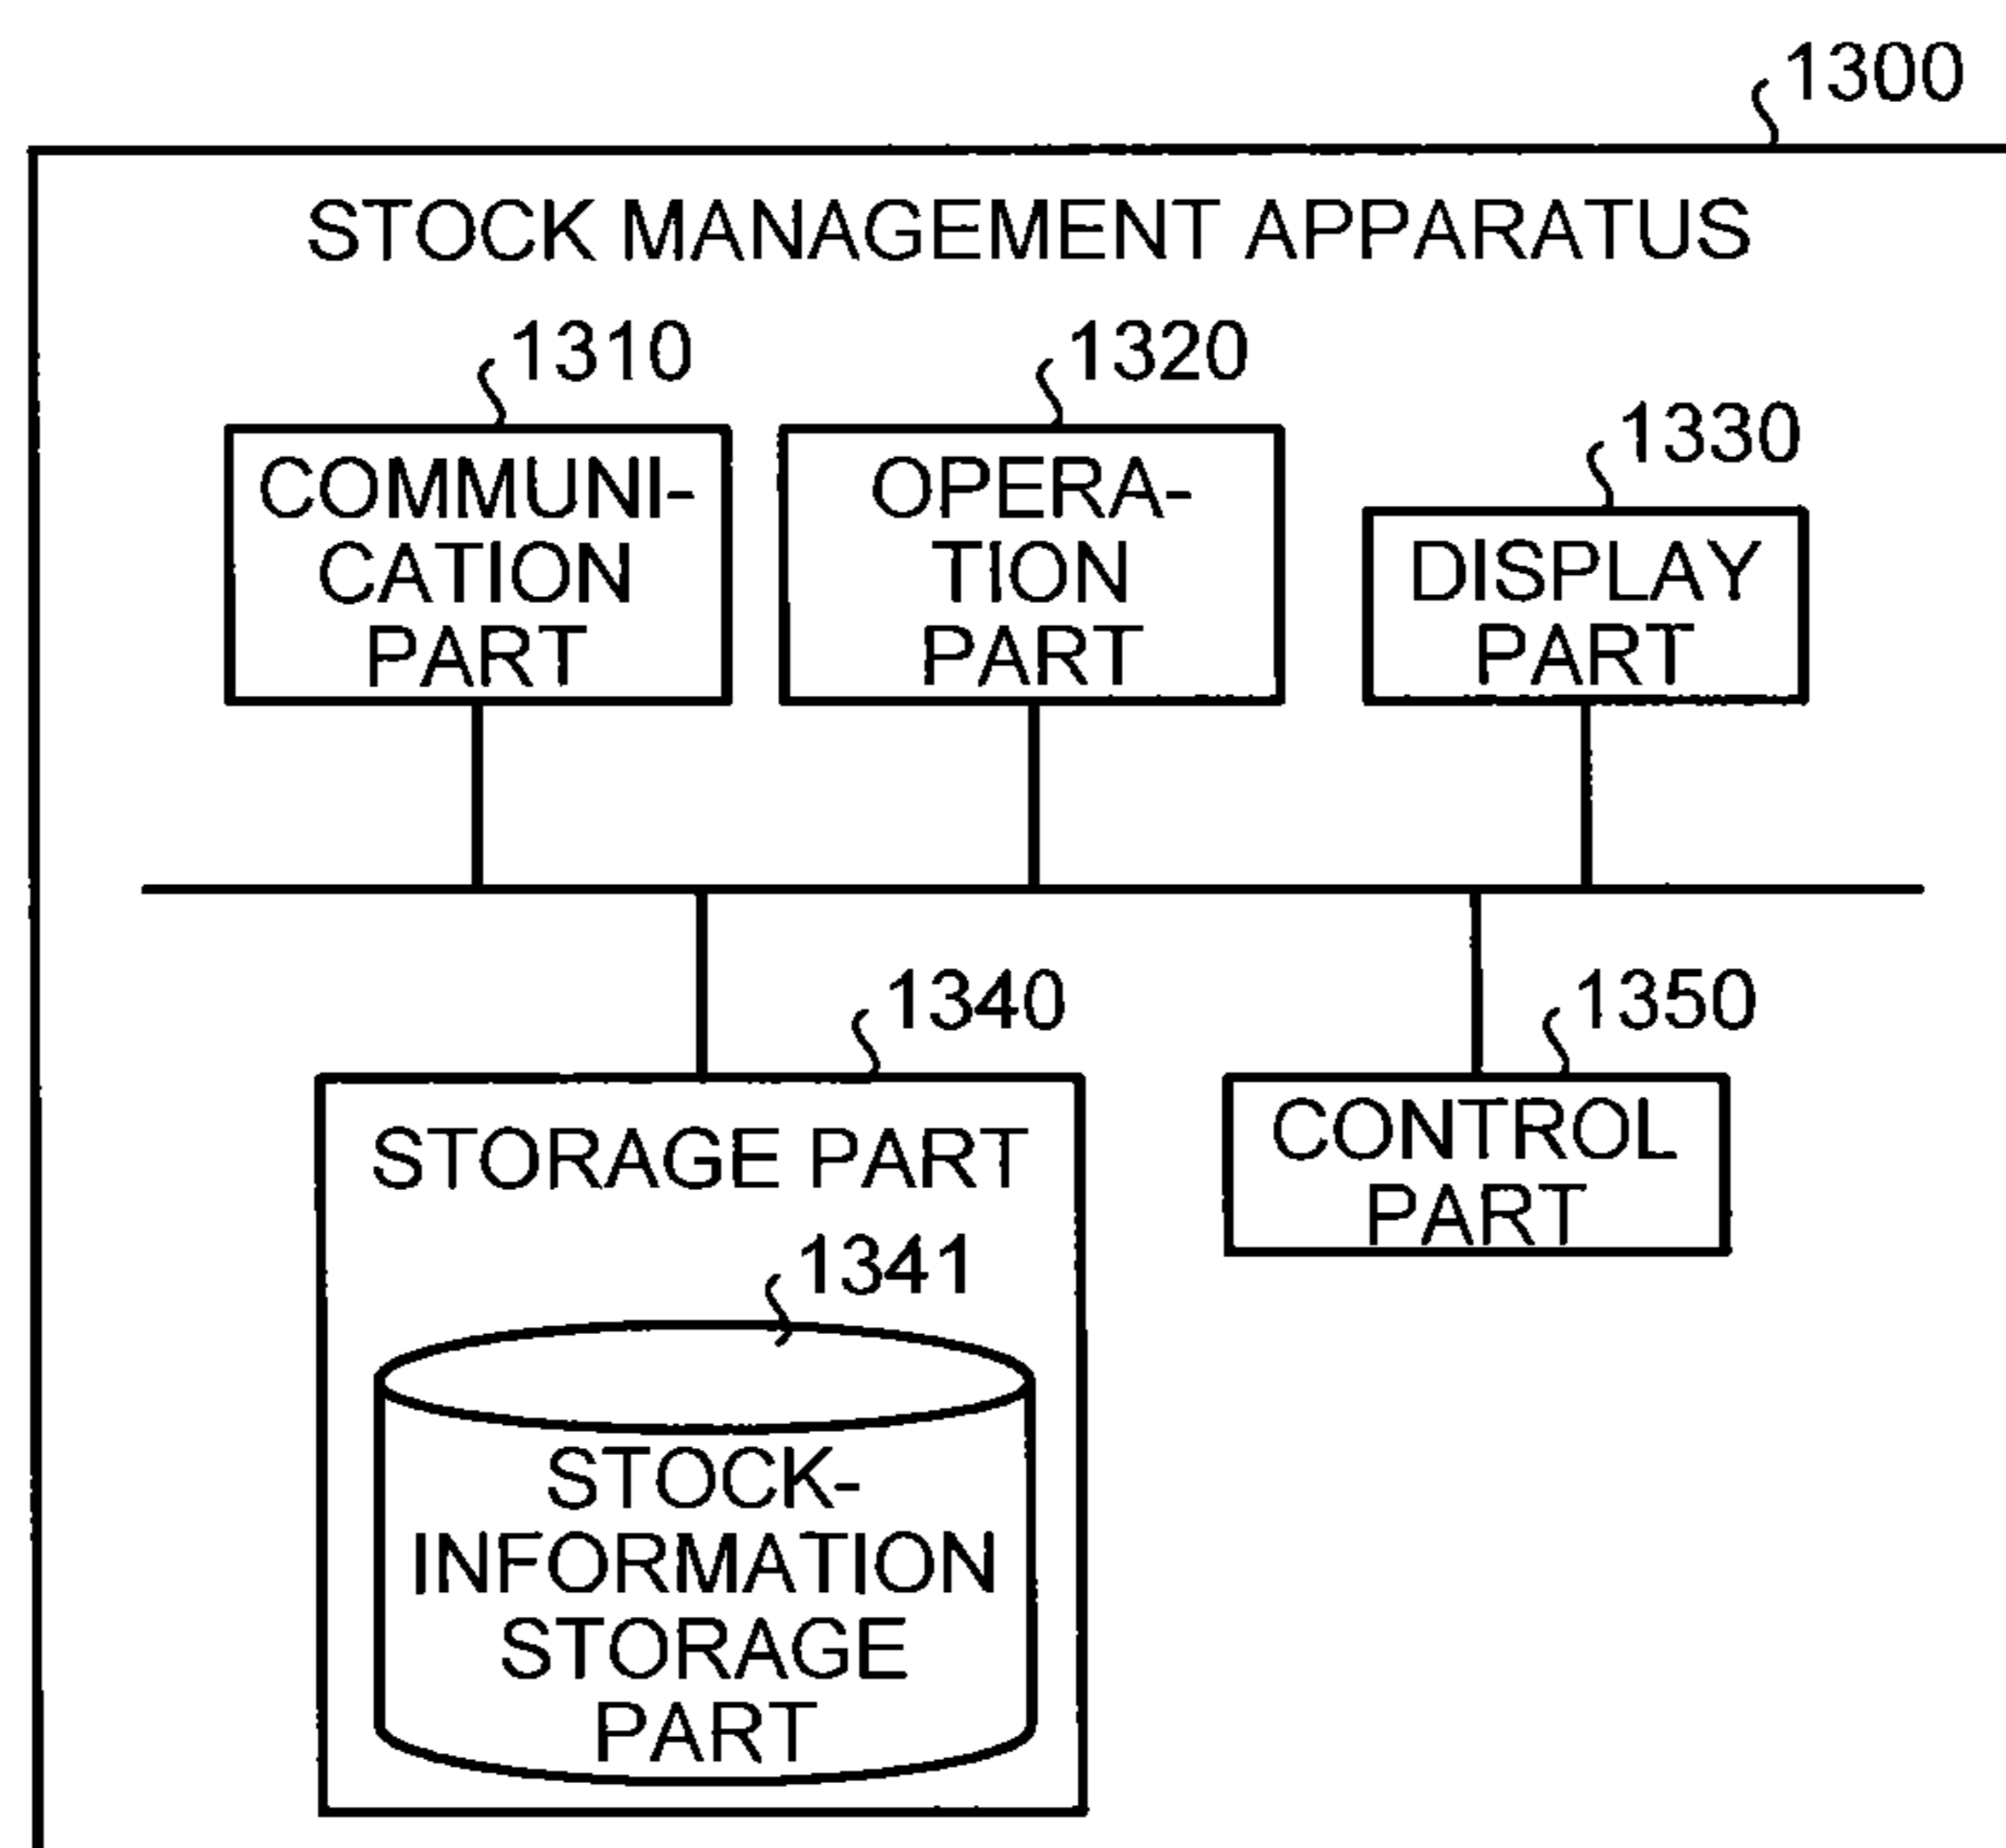 1300
STOCK MANAGEMENT APPARATUS
1310
1320
1330
COMMUNI-
CATION
PART
OPERA-
TION
PART
DISPLAY
PART
1340
1350
STORAGE PART
CONTROL
PART
1341
STOCK-
INFORMATION
STORAGE
PART